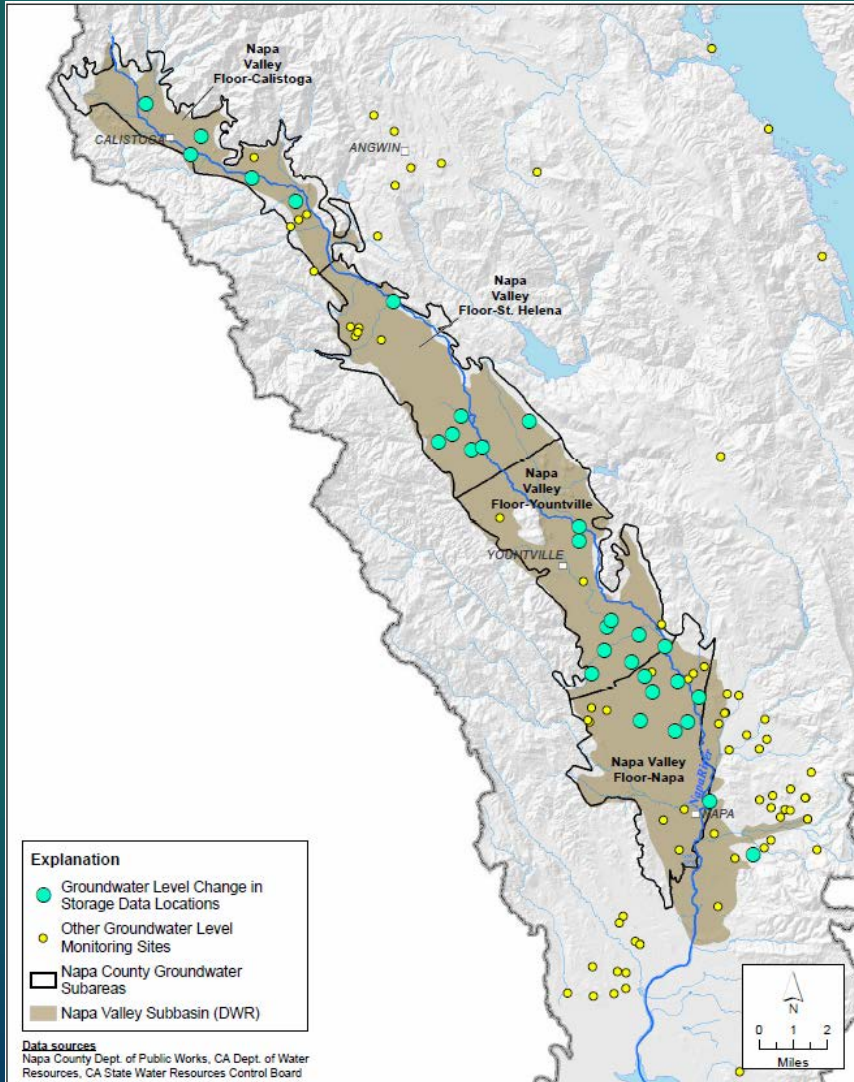 Napa
Valley
Floor-Calistoga
CALISTOGA
ANGWIN
Napa
Valley
Floor-St. Helena
Napa
Valley
Floor-Yountville
YOUNTVILLE
Napa Valley
Floor-Napa
NapaRiver
NAPA
Explanation
Groundwater Level Change in
Storage Data Locations
Other Groundwater Level
Monitoring Sites
Napa County Groundwater
Subareas
Napa Valley Subbasin (DWR)
Data sources
Napa County Dept. of Public Works, CA Dept. of Water
Resources, CA State Water Resources Control Board
N
0 1 2
Miles